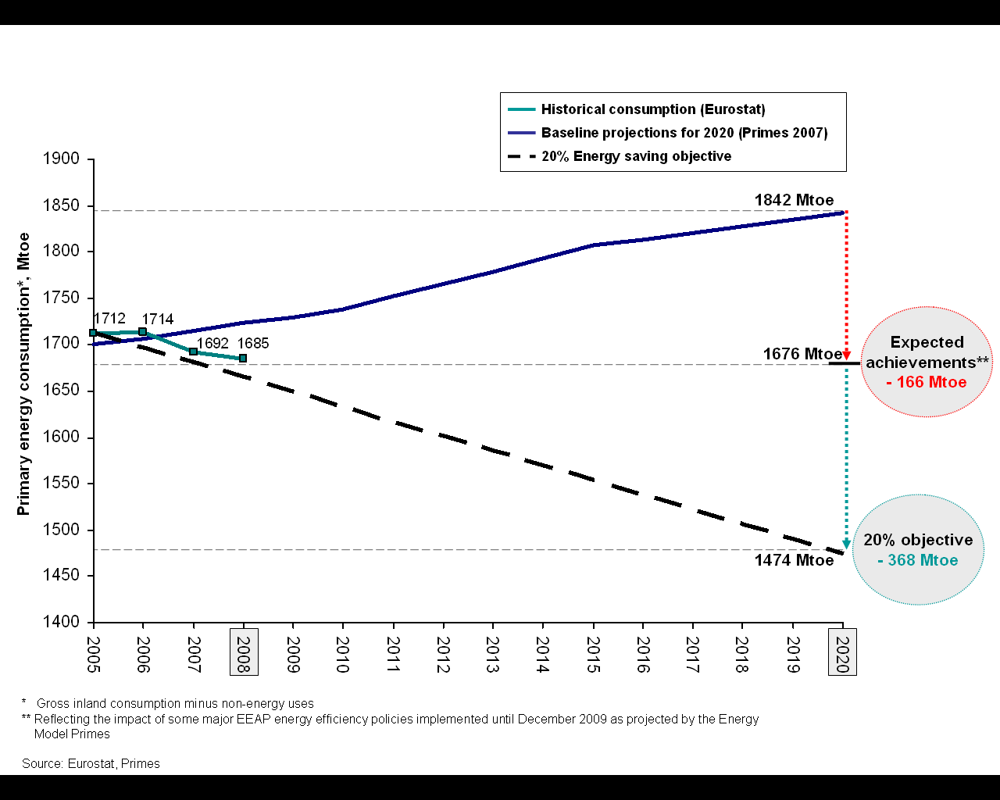 Historical consumption (Eurostat)
Baseline projections for 2020 (Primes 2007)
20% Energy saving objective
Primary energy consumption*, Mtoe
1900
1850
1800
1750
1700
1650
1600
1550
1500
1450
1400
1842 Mtoe
1712
1714
1692
1685
1676 Mtoe
Expected
achievements**
- 166 Mtoe
20% objective
- 368 Mtoe
1474 Mtoe
2005
2006
2007
2008
2009
2010
2011
2012
2013
2014
2015
2016
2017
2018
2019
2020
* Gross inland consumption minus non-energy uses
** Reflecting the impact of some major EEAP energy efficiency policies implemented until December 2009 as projected by the Energy
Model Primes
Source: Eurostat, Primes